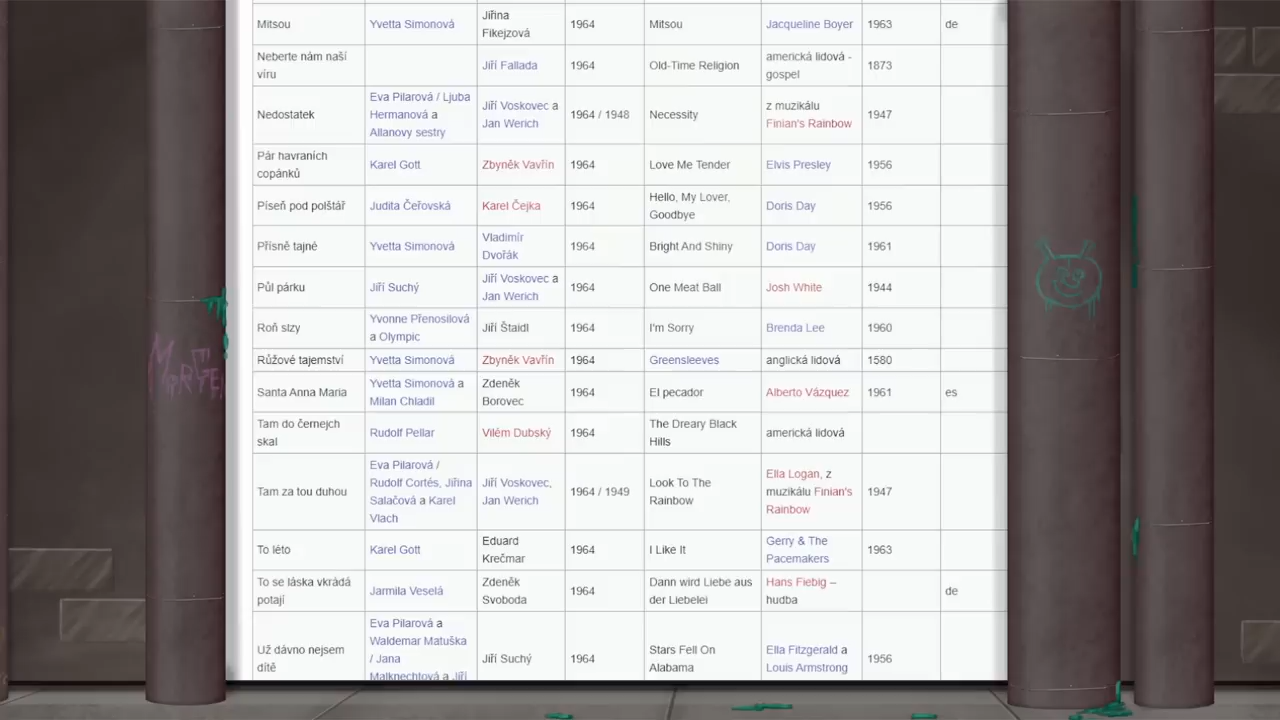 Mitsou Yvetta Simonová Jiřina Fikejzová 1964 Mitsou Jacqueline Boyer 1963 de
Neberte nám naší víru Jiří Fallada 1964 Old-Time Religion americká lidová - gospel 1873
Nedostatek Eva Pilarová / Ljuba Hermanová a Allanovy sestry Jiří Voskovec a Jan Werich 1964 / 1948 Necessity z muzikálu Finian's Rainbow 1947
Pár havraních copánků Karel Gott Zbyněk Vavřín 1964 Love Me Tender Elvis Presley 1956
Píseň pod polštář Judita Čeřovská Karel Čejka 1964 Hello, My Lover, Goodbye Doris Day 1956
Přísně tajné Yvetta Simonová Vladimír Dvořák 1964 Bright And Shiny Doris Day 1961
Půl párku Jiří Suchý Jiří Voskovec a Jan Werich 1964 One Meat Ball Josh White 1944
Roň slzy Yvonne Přenosilová a Olympic Jiří Štaidl 1964 I'm Sorry Brenda Lee 1960
Růžové tajemství Yvetta Simonová Zbyněk Vavřín 1964 Greensleeves anglická lidová 1580
Santa Anna Maria Yvetta Simonová a Milan Chladil Zdeněk Borovec 1964 El pecador Alberto Vázquez 1961 es
Tam do černejch skal Rudolf Pellar Vilém Dubský 1964 The Dreary Black Hills americká lidová
Tam za tou duhou Eva Pilarová / Rudolf Cortés, Jiřina Salačová a Karel Vlach Jiří Voskovec, Jan Werich 1964 / 1949 Look To The Rainbow Ella Logan, z muzikálu Finian's Rainbow 1947
To léto Karel Gott Eduard Krečmar 1964 I Like It Gerry & The Pacemakers 1963
To se láska vkrádá potají Jarmila Veselá Zdeněk Svoboda 1964 Dann wird Liebe aus der Liebelei Hans Fiebig – hudba de
Už dávno nejsem dítě Eva Pilarová a Waldemar Matuška / Jana Malknechtová a Jiří Jiří Suchý 1964 Stars Fell On Alabama Ella Fitzgerald a Louis Armstrong 1956